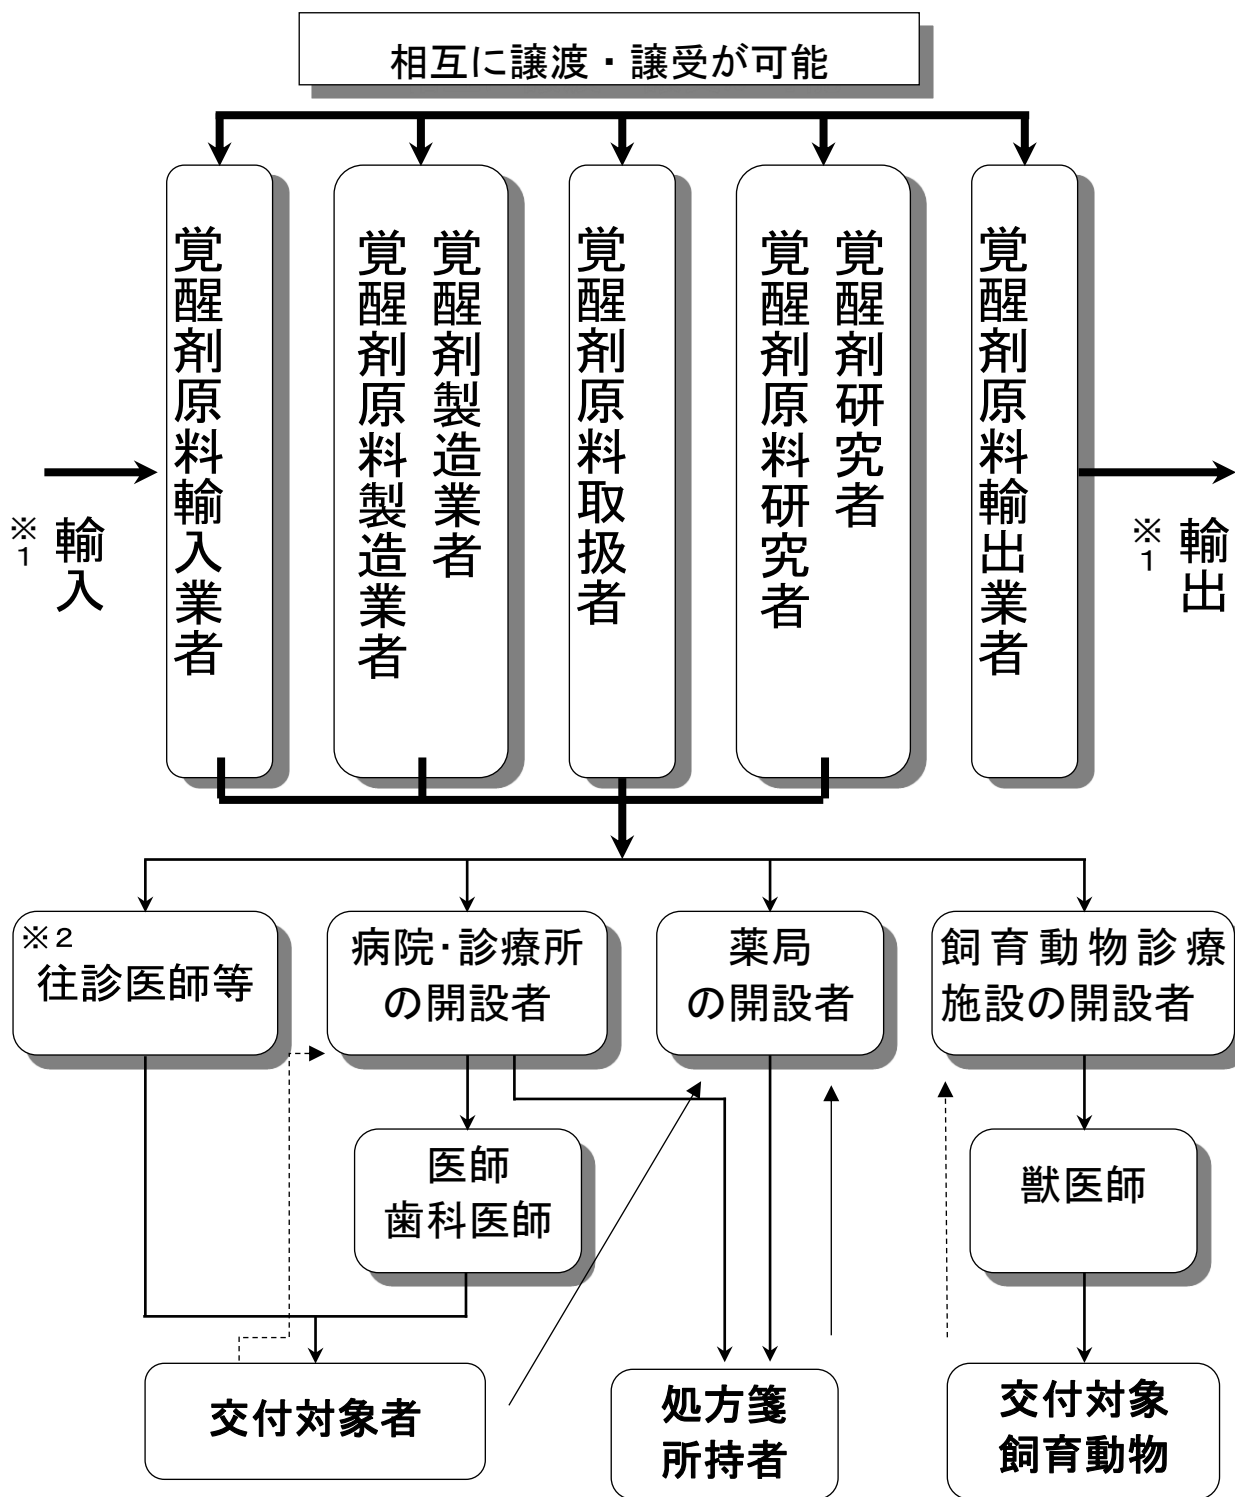 相互に譲渡・譲受が可能
覚醒剤原料輸入業者
覚醒剤製造業者
覚醒剤原料製造業者
覚醒剤原料取扱者
覚醒剤研究者
覚醒剤原料研究者
覚醒剤原料輸出業者
輸入
※1
輸出
※1
※2
往診医師等
病院・診療所
の開設者
薬局
の開設者
飼育動物診療
施設の開設者
医師
歯科医師
獣医師
交付対象者
処方箋
所持者
交付対象
飼育動物